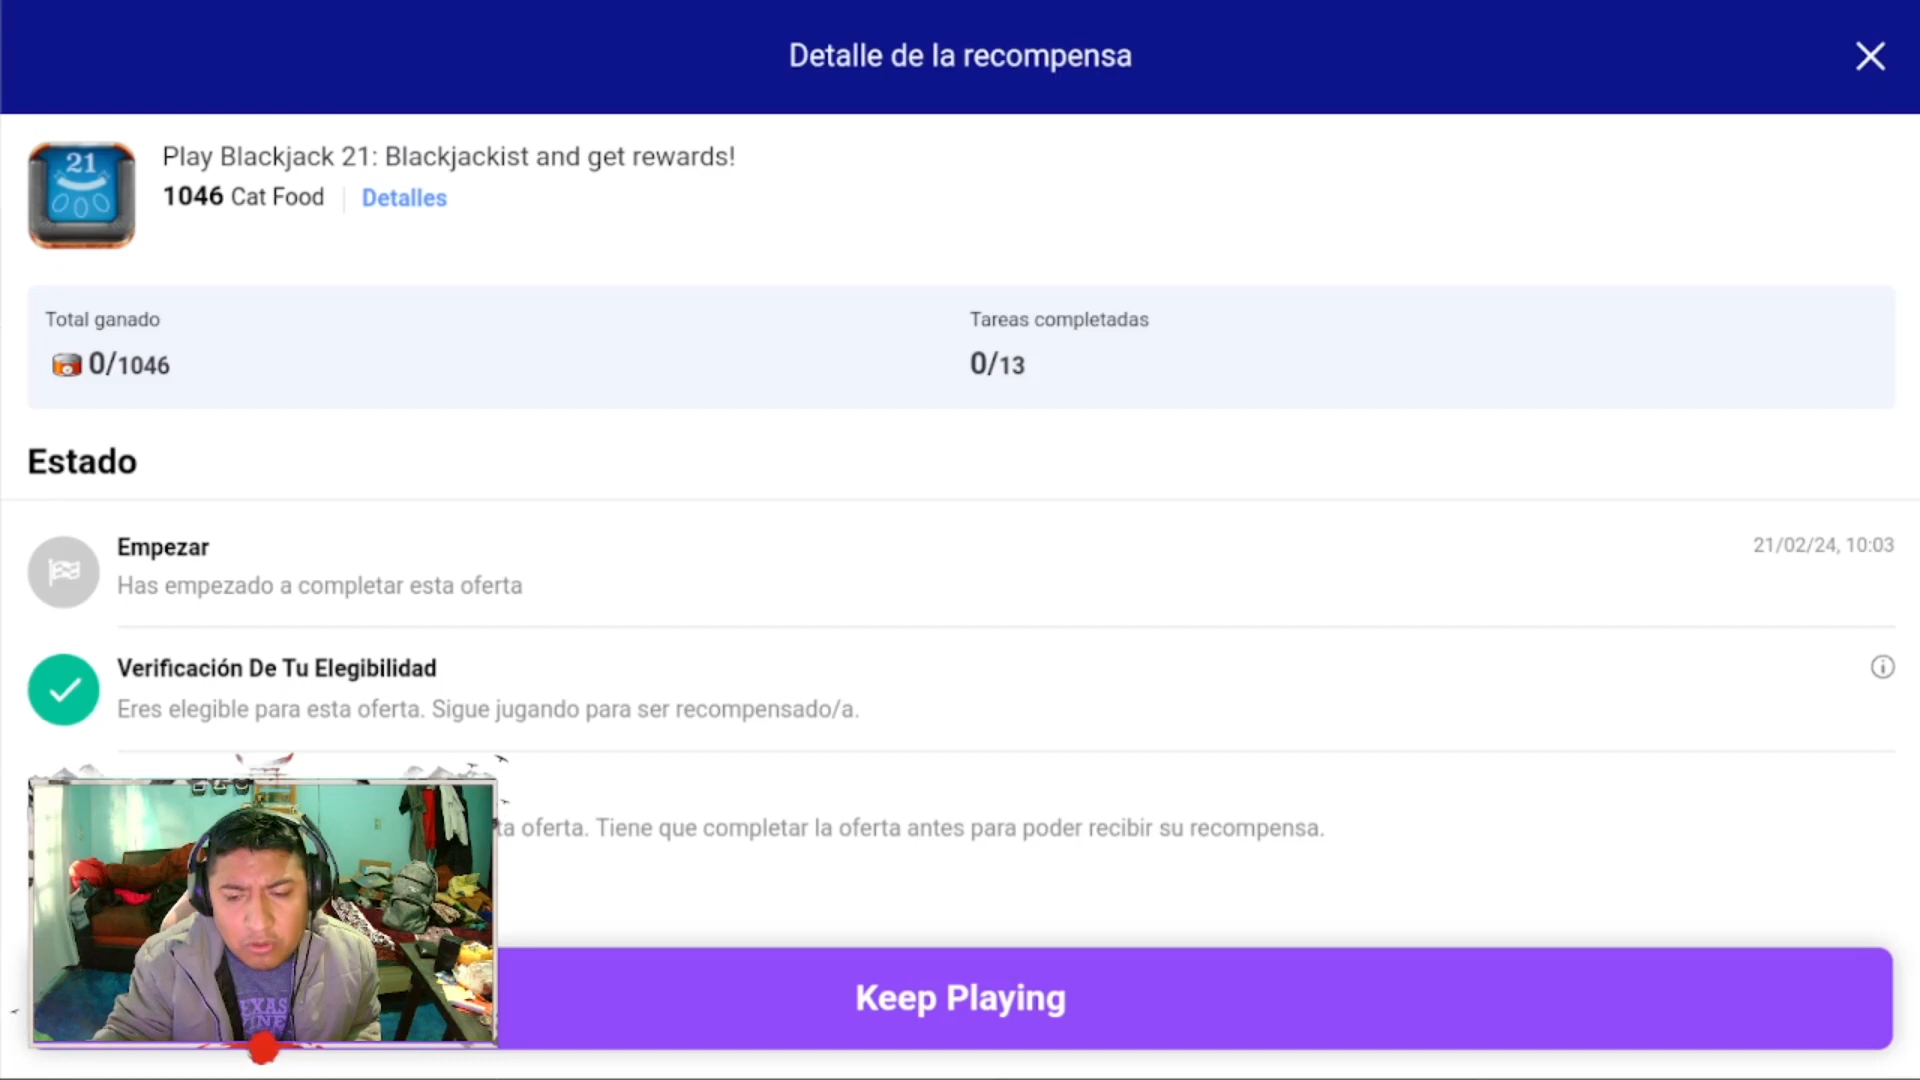 Detalle de la recompensa
21
Play Blackjack 21: Blackjackist and get rewards!
1046 Cat Food
Detalles
Total ganado
Tareas completadas
0/1046
0/13
Estado
Empezar
21/02/24, 10:03
Has empezado a completar esta oferta
Verificación De Tu Elegibilidad
Eres elegible para esta oferta. Sigue jugando para ser recompensado/a.
ta oferta. Tiene que completar la oferta antes para poder recibir su recompensa.
Keep Playing